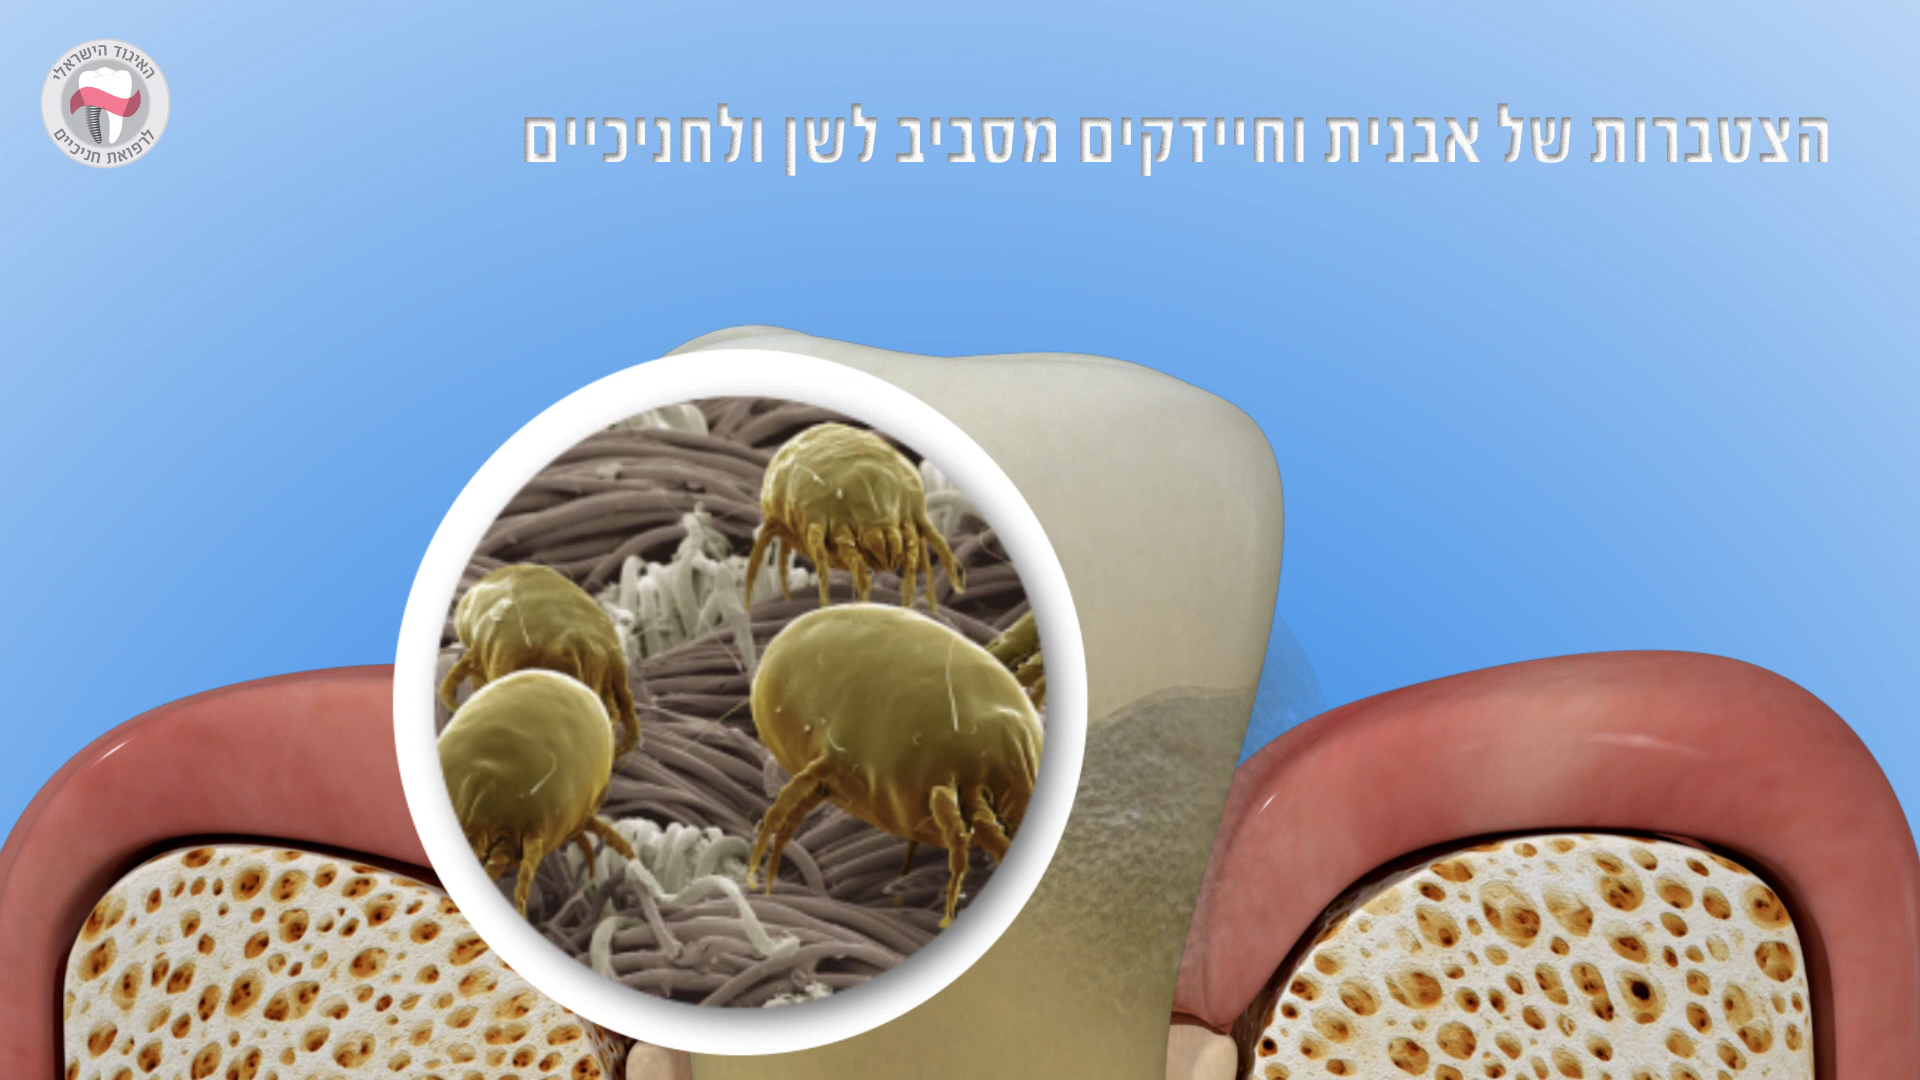 האיגוד הישראלי
לרפואת חניכיים
הצטברות של אבנית וחיידקים מסביב לשן ולחניכיים